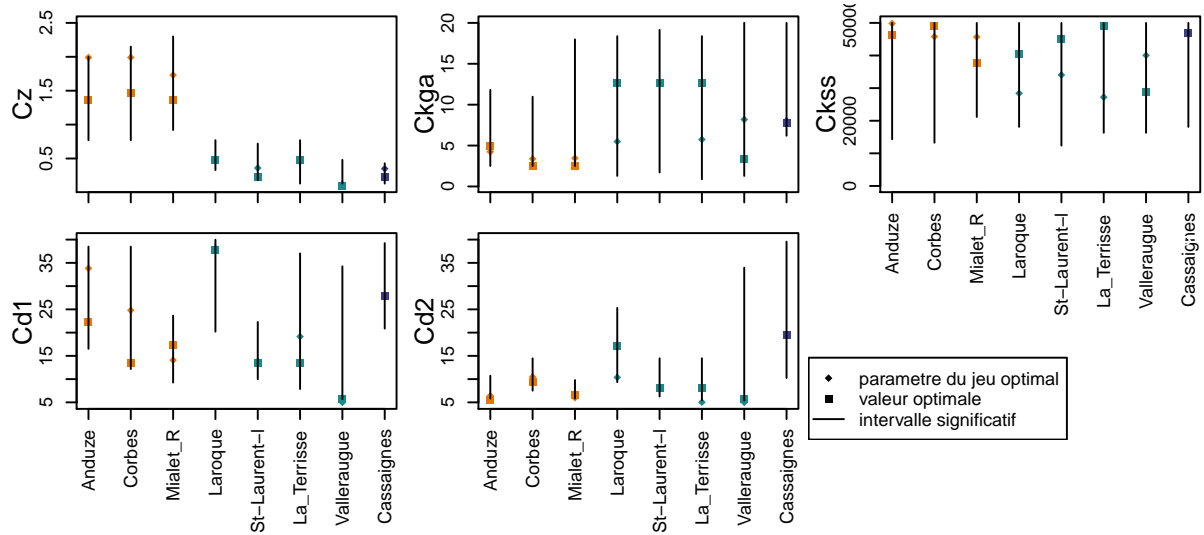 Cz
2.5
1.5
0.5
Ckga
20
15
10
5
0
Ckss
50000
20000
0
Anduze
Corbes
Mialet_R
Laroque
St-Laurent-l
La_Terrisse
Valleraugue
Cassaignes
Cd1
35
25
15
5
Anduze
Corbes
Mialet_R
Laroque
St-Laurent-l
La_Terrisse
Valleraugue
Cassaignes
Cd2
35
25
15
5
Anduze
Corbes
Mialet_R
Laroque
St-Laurent-l
La_Terrisse
Valleraugue
Cassaignes
parametre du jeu optimal
valeur optimale
intervalle significatif